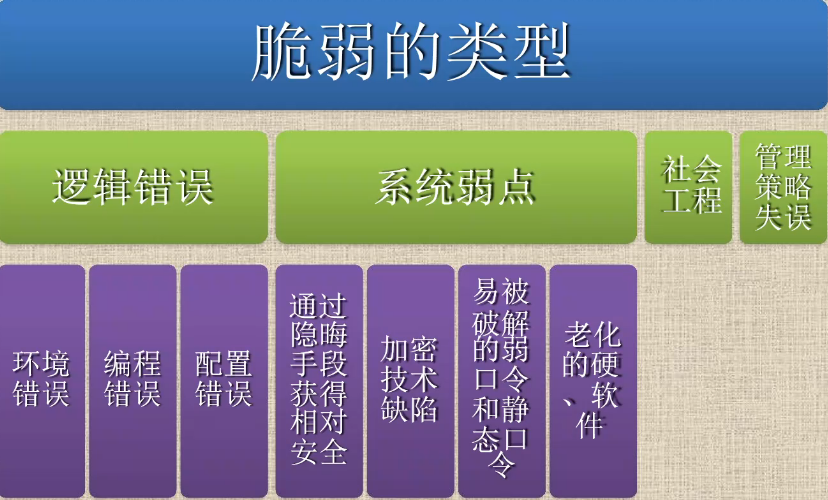 脆弱的类型
逻辑错误
系统弱点
社会
工程
管理
策略
失误
环境
错误
编程
错误
配置
错误
通过
隐晦
手段
获得
相对
安全
加密
技术
缺陷
易被
破解
的弱
口令
和静
态口
令
老化
的硬
、软
件